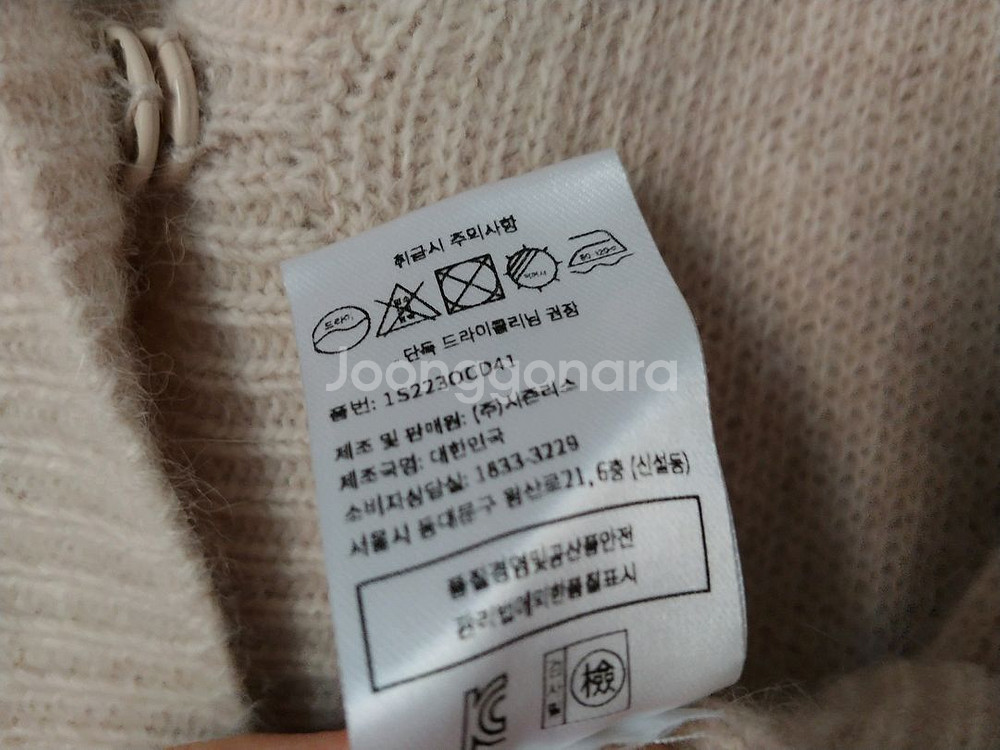 취급시 주의사항
드라이
80~120℃
단독 드라이클리닝 권장
Joonggonara
품번: 1S223OCD41
제조 및 판매원: (주)시즌리스
제조국명: 대한민국
소비자상담실: 1833-3229
서울시 동대문구 왕산로21, 6층 (신설동)
품질경영및공산품안전
관리법에의한품질표시
檢